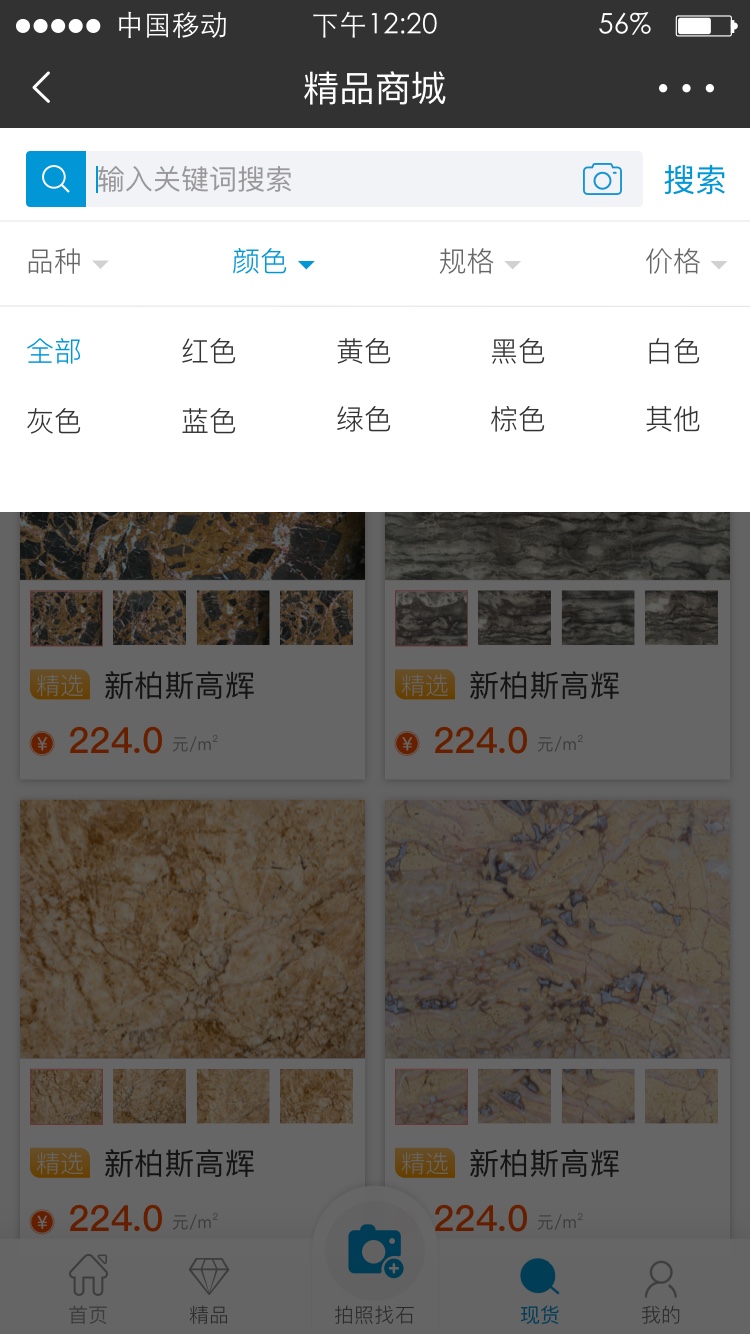 中国移动 下午12:20 56%
精品商城
输入关键词搜索 搜索
品种 颜色 规格 价格
全部 红色 黄色 黑色 白色
灰色 蓝色 绿色 棕色 其他
精选 新柏斯高辉 精选 新柏斯高辉
¥ 224.0 元/m² ¥ 224.0 元/m²
精选 新柏斯高辉 精选 新柏斯高辉
¥ 224.0 元/m² 224.0 元/m²
首页 精品 拍照找石 现货 我的